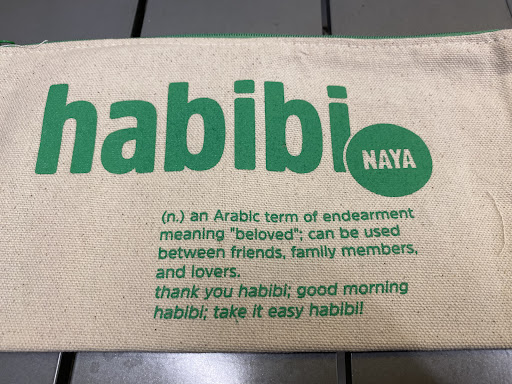 habibi
NAYA
(n.) an Arabic term of endearment
meaning "beloved"; can be used
between friends, family members,
and lovers.
thank you habibi; good morning
habibi; take it easy habibi!